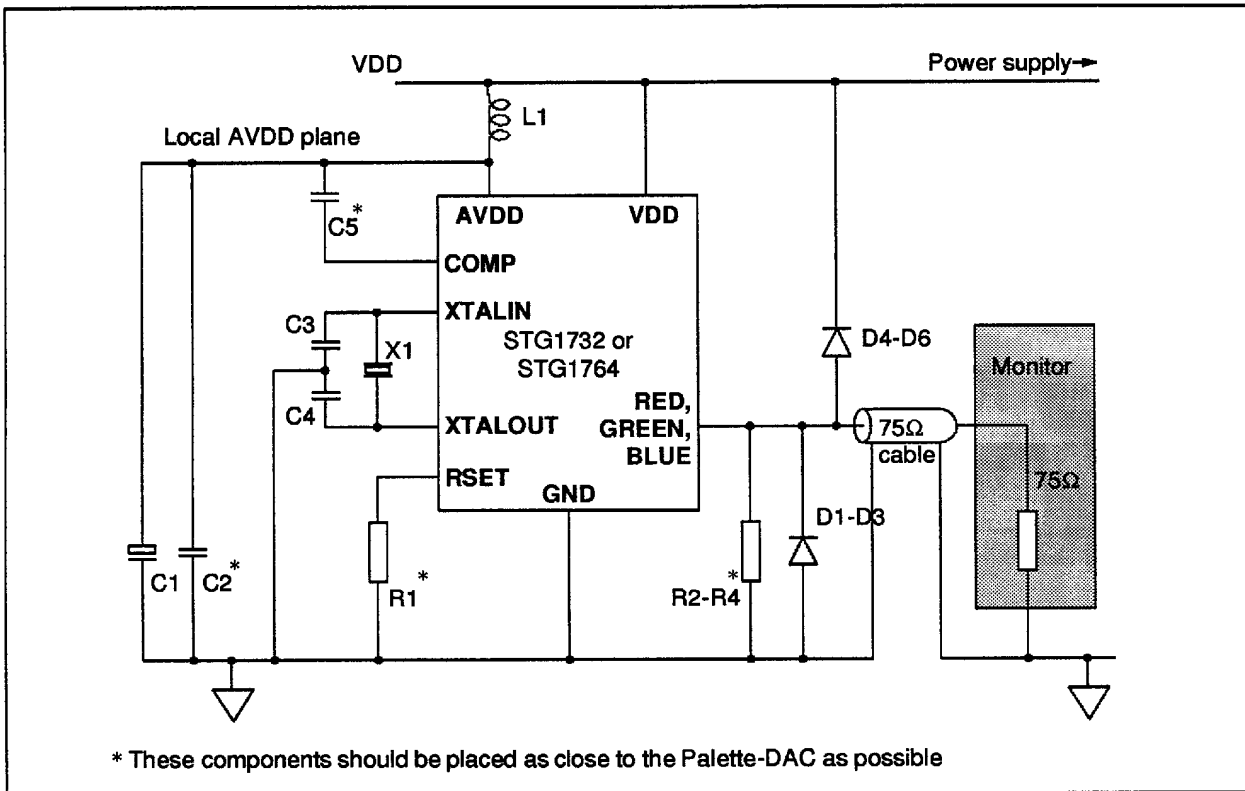 VDD
Power supply→
L1
Local AVDD plane
C5*
AVDD
VDD
COMP
XTALIN
C3
X1
STG1732 or
STG1764
D4-D6
Monitor
C4
XTALOUT
RED,
GREEN,
BLUE
75Ω
cable
75Ω
RSET
GND
D1-D3
C1
C2*
R1*
R2-R4*
* These components should be placed as close to the Palette-DAC as possible